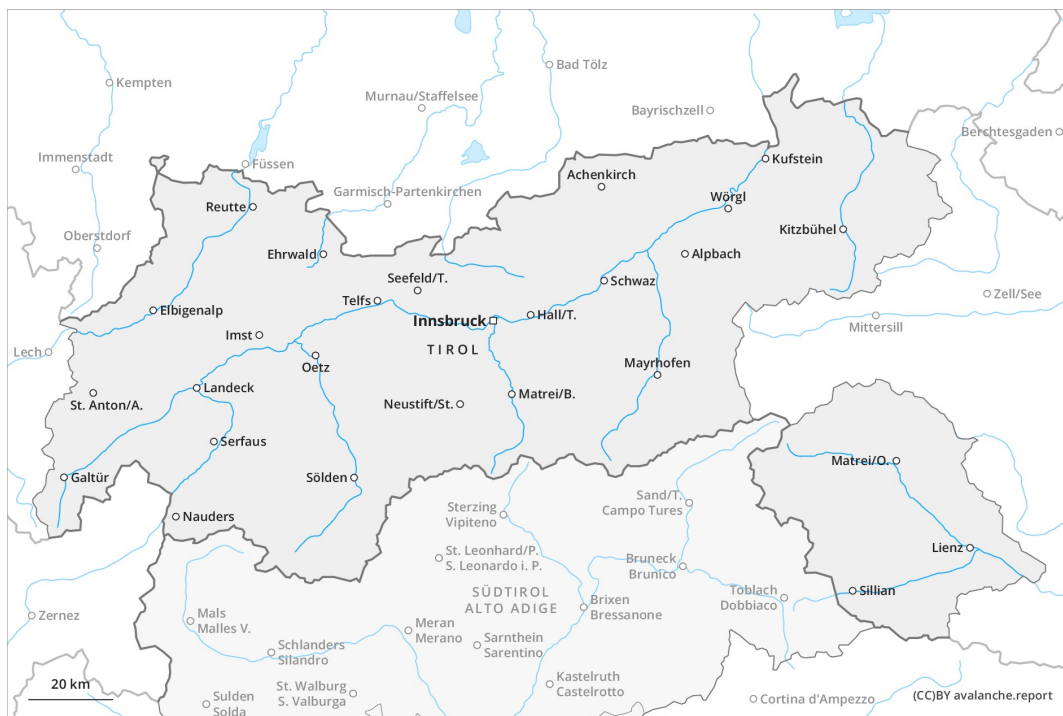 Kempten
Bad Tölz
Murnau/Staffelsee
Bayrischzell
Berchtesgaden
Immenstadt
Füssen
Kufstein
Achenkirch
Garmisch-Partenkirchen
Reutte
Wörgl
Oberstdorf
Kitzbühel
Ehrwald
Alpbach
Seefeld/T.
Schwaz
Zell/See
Telfs
Elbigenalp
Hall/T.
Innsbruck
Mittersill
Imst
TIROL
Lech
Oetz
Mayrhofen
Landeck
St. Anton/A.
Neustift/St.
Matrei/B.
Serfaus
Matrei/O.
Galtür
Sölden
Sand/T.
Campo Tures
Sterzing
Vipiteno
Nauders
Lienz
St. Leonhard/P.
S. Leonardo i. P.
Bruneck
Brunico
SÜDTIROL
ALTO ADIGE
Sillian
Toblach
Dobbiaco
Brixen
Bressanone
Zernez
Mals
Malles V.
Meran
Merano
Sarnthein
Sarentino
Schlanders
Silandro
Kastelruth
Castelrotto
20 km
St. Walburg
S. Valburga
Sulden
Solda
Cortina d'Ampezzo
(CC)BY avalanche.report